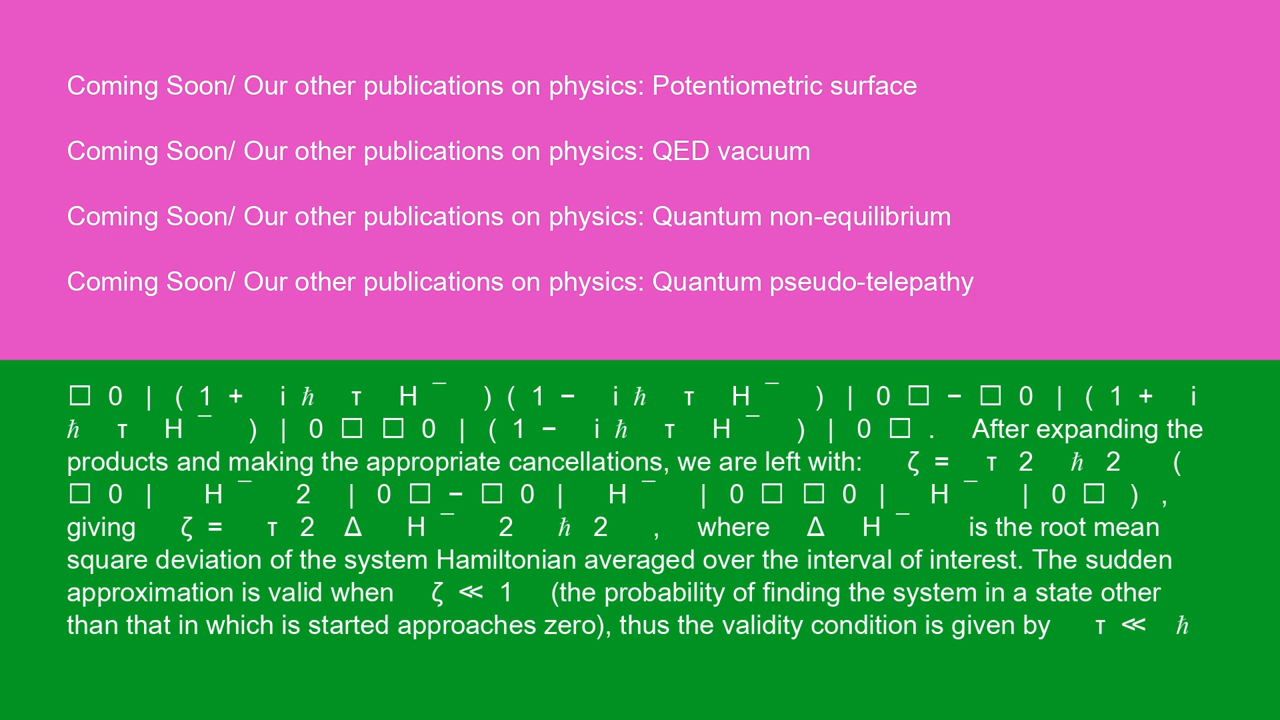 Coming Soon/ Our other publications on physics: Potentiometric surface
Coming Soon/ Our other publications on physics: QED vacuum
Coming Soon/ Our other publications on physics: Quantum non-equilibrium
Coming Soon/ Our other publications on physics: Quantum pseudo-telepathy
□ 0 | ( 1 + i ℏ τ H ¯ ) ( 1 − i ℏ τ H ¯ ) | 0 □ − □ 0 | ( 1 + i
ℏ τ H ¯ ) | 0 □ □ 0 | ( 1 − i ℏ τ H ¯ ) | 0 □ . After expanding the
products and making the appropriate cancellations, we are left with: ζ = τ 2 ℏ 2 (
□ 0 | H ¯ 2 | 0 □ − □ 0 | H ¯ | 0 □ □ 0 | H ¯ | 0 □ ) ,
giving ζ = τ 2 Δ H ¯ 2 ℏ 2 , where Δ H ¯ is the root mean
square deviation of the system Hamiltonian averaged over the interval of interest. The sudden
approximation is valid when ζ ≪ 1 (the probability of finding the system in a state other
than that in which is started approaches zero), thus the validity condition is given by τ ≪ ℏ